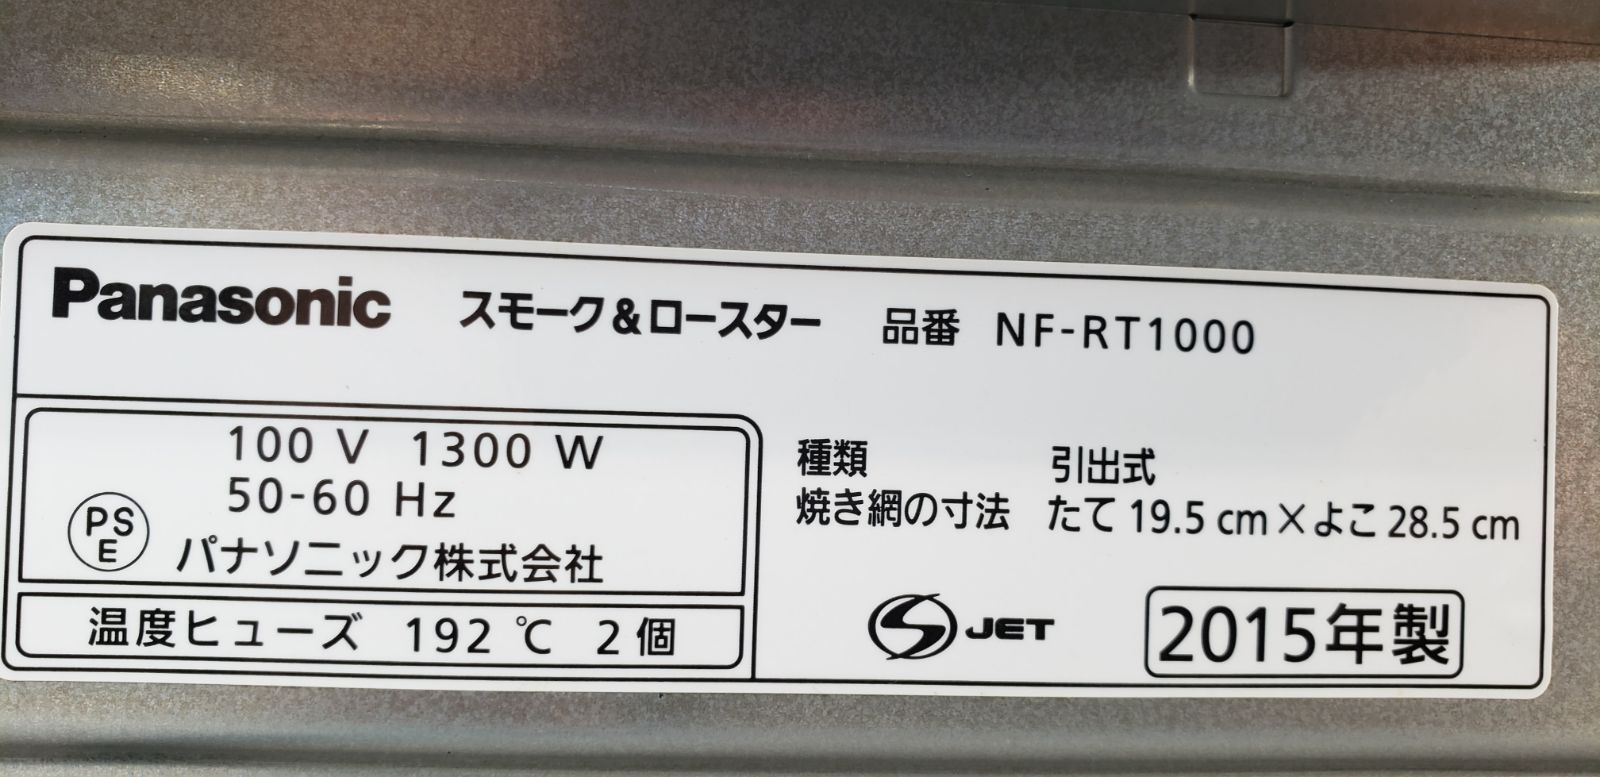 Panasonic スモーク&ロースター 品番 NF-RT1000
100 V 1300 W
50-60 Hz
PS
E
パナソニック株式会社
温度ヒューズ 192 ℃ 2 個
種類 引出式
焼き網の寸法 たて 19.5 cm×よこ 28.5 cm
S JET
2015年製